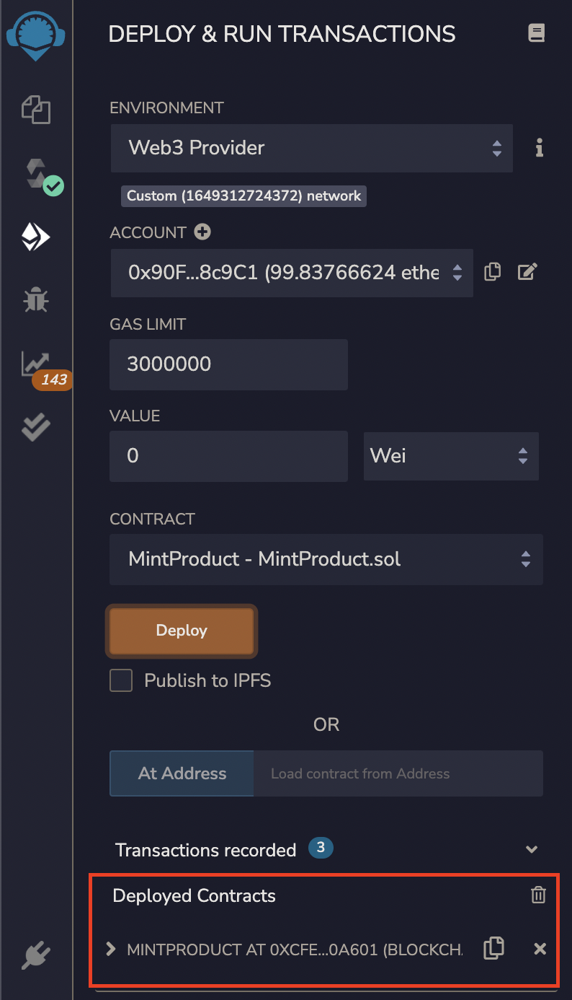 DEPLOY & RUN TRANSACTIONS
ENVIRONMENT
Web3 Provider
Custom (1649312724372) network
ACCOUNT
0x90F...8c9C1 (99.83766624 ethe
GAS LIMIT
3000000
143
VALUE
0 Wei
CONTRACT
MintProduct - MintProduct.sol
Deploy
Publish to IPFS
OR
At Address Load contract from Address
Transactions recorded 3
Deployed Contracts
MINTPRODUCT AT 0XCFE...0A601 (BLOCKCH